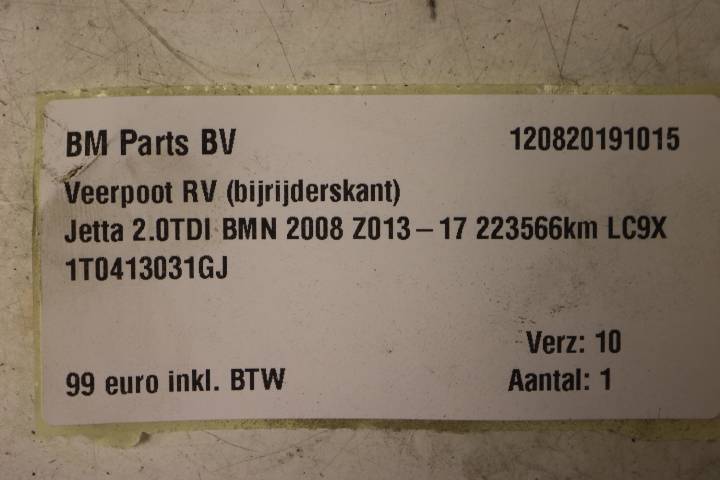 BM Parts BV 120820191015
Veerpoot RV (bijrijderskant)
Jetta 2.0TDI BMN 2008 Z013-17 223566km LC9X
1T0413031GJ
Verz: 10
99 euro inkl. BTW Aantal: 1